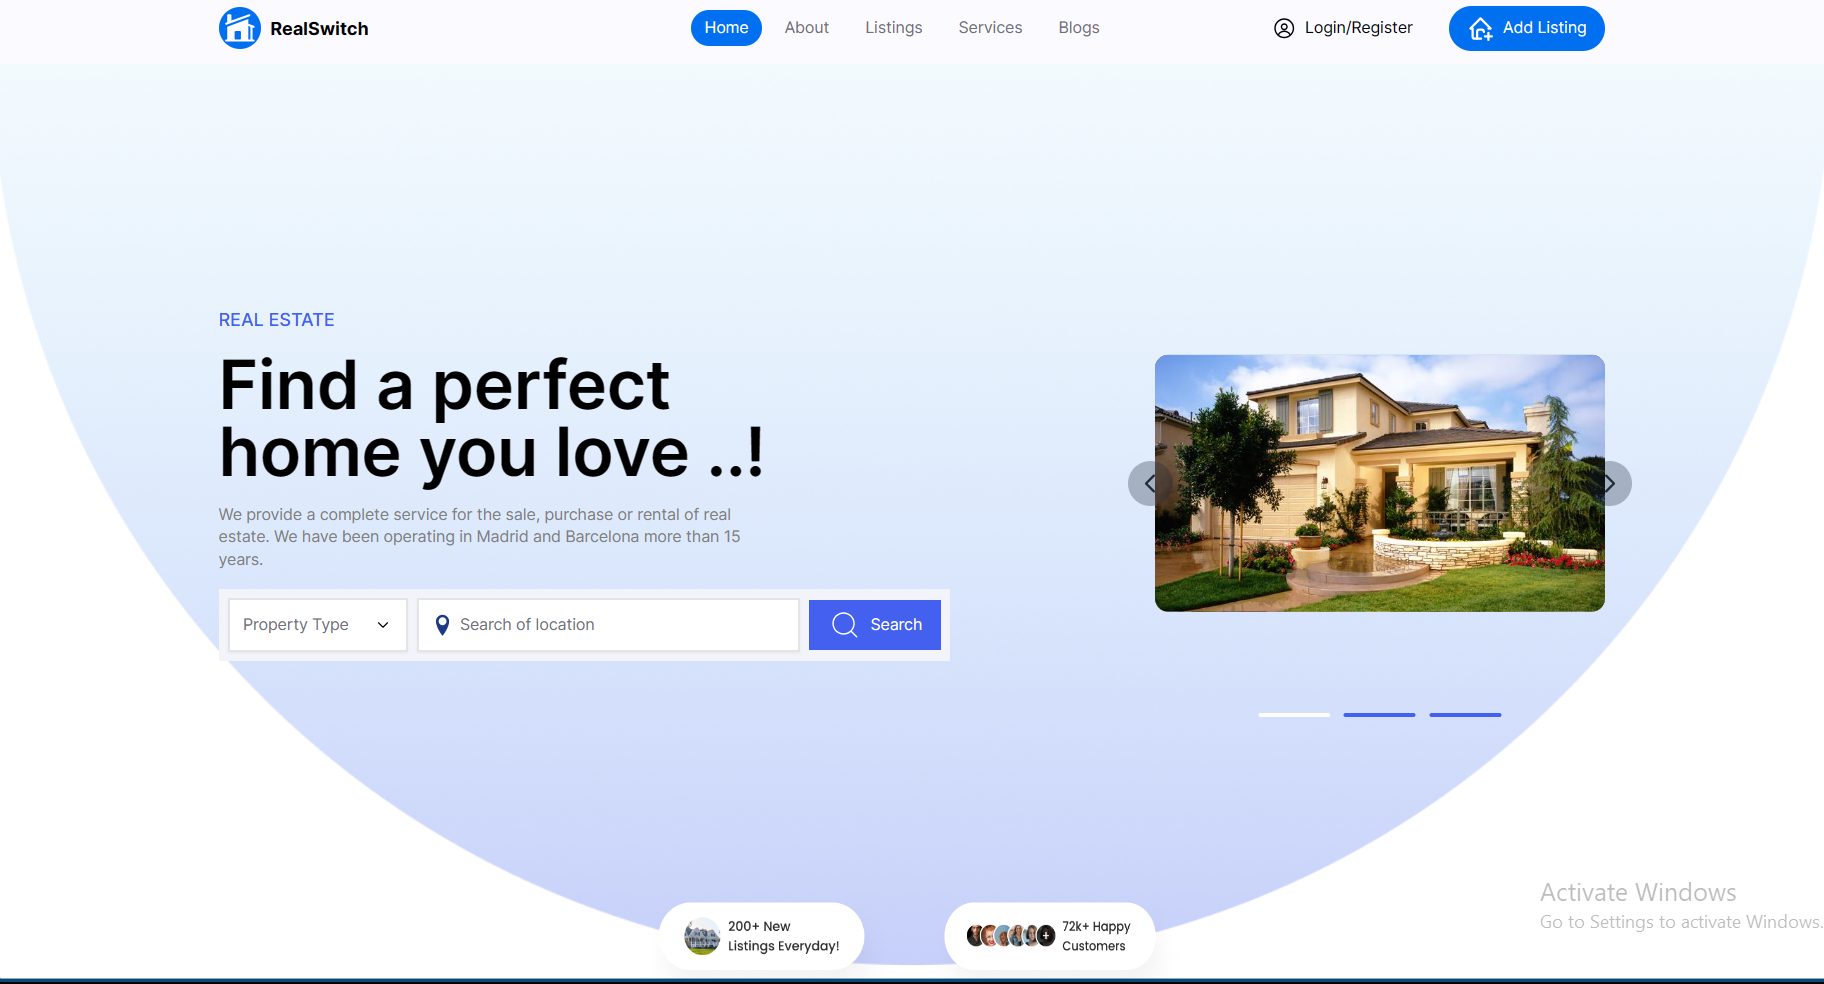 RealSwitch
Home
About
Listings
Services
Blogs
Login/Register
Add Listing
REAL ESTATE
Find a perfect
home you love ..!
We provide a complete service for the sale, purchase or rental of real
estate. We have been operating in Madrid and Barcelona more than 15
years.
Property Type
Search of location
Search
200+ New
Listings Everyday!
+
72k+ Happy
Customers
Activate Windows
Go to Settings to activate Windows.